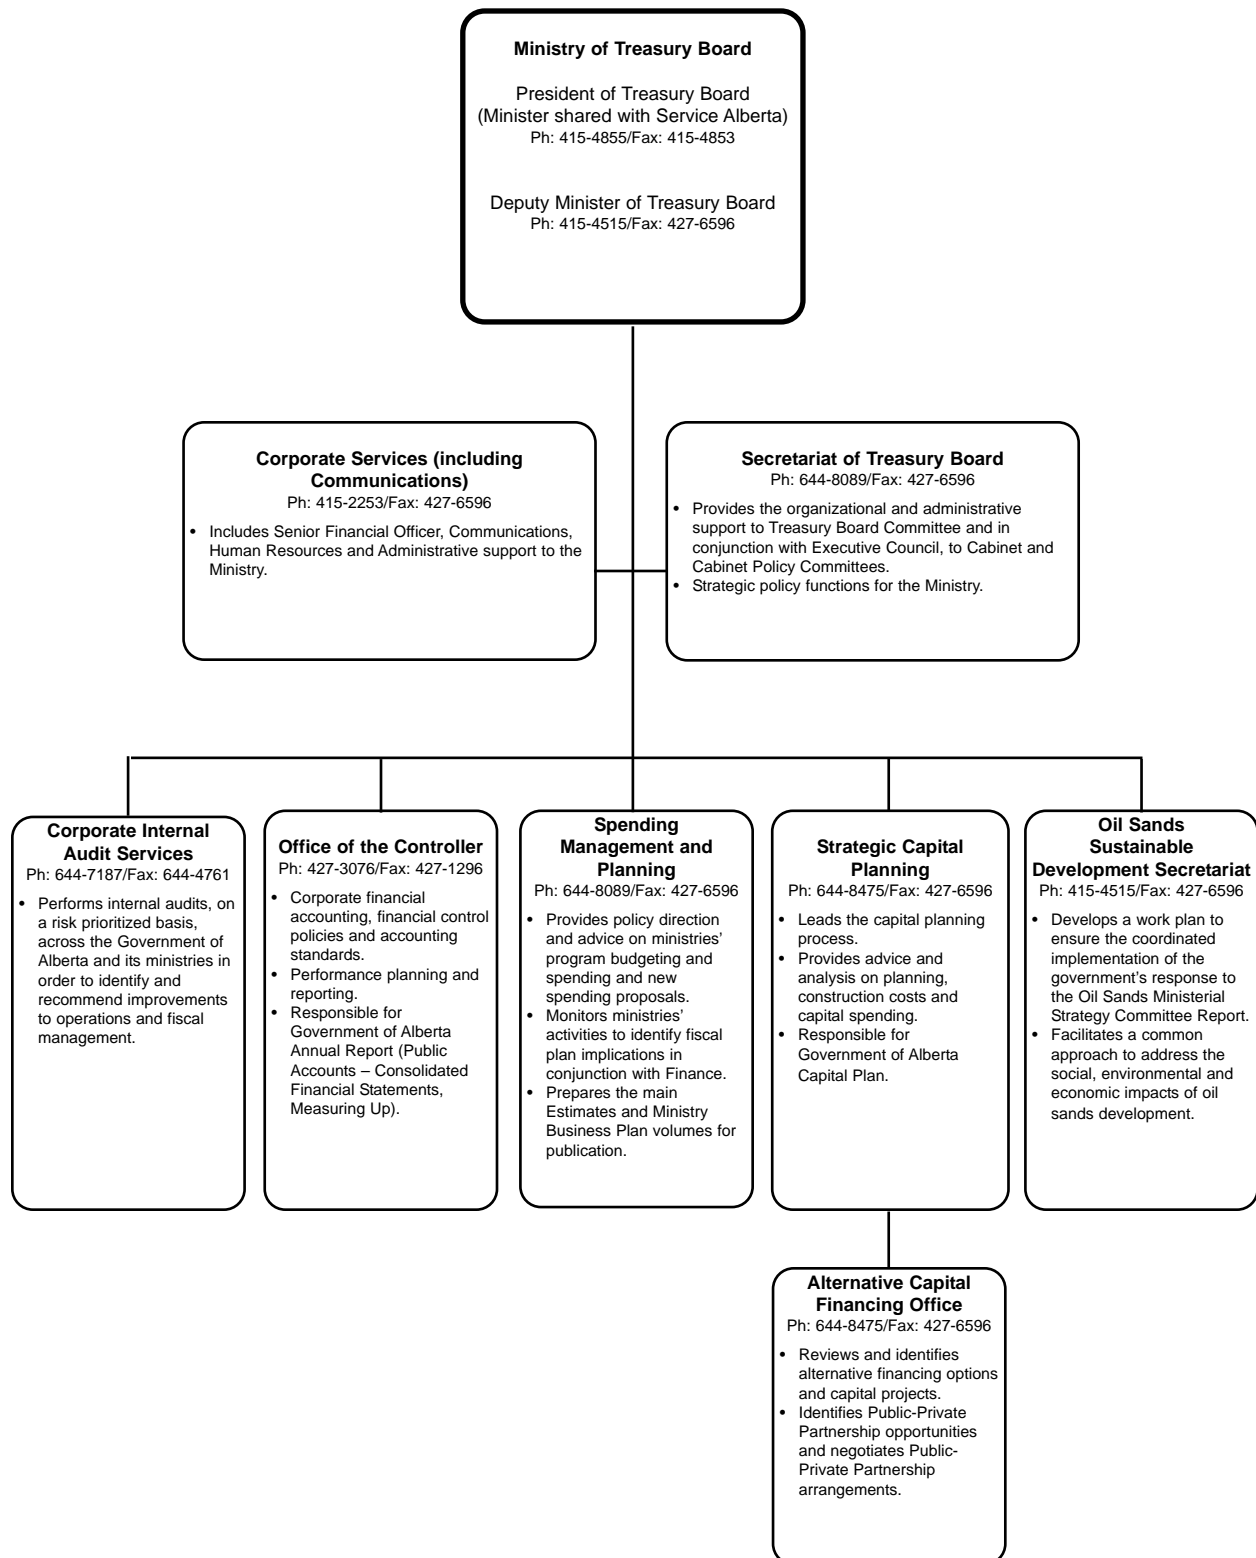 Ministry of Treasury Board
President of Treasury Board
(Minister shared with Service Alberta)
Ph: 415-4855/Fax: 415-4853
Deputy Minister of Treasury Board
Ph: 415-4515/Fax: 427-6596
Corporate Services (including
Communications)
Ph: 415-2253/Fax: 427-6596
• Includes Senior Financial Officer, Communications,
Human Resources and Administrative support to the
Ministry.
Secretariat of Treasury Board
Ph: 644-8089/Fax: 427-6596
• Provides the organizational and administrative
support to Treasury Board Committee and in
conjunction with Executive Council, to Cabinet and
Cabinet Policy Committees.
• Strategic policy functions for the Ministry.
Corporate Internal
Audit Services
Ph: 644-7187/Fax: 644-4761
• Performs internal audits, on
a risk prioritized basis,
across the Government of
Alberta and its ministries in
order to identify and
recommend improvements
to operations and fiscal
management.
Office of the Controller
Ph: 427-3076/Fax: 427-1296
• Corporate financial
accounting, financial control
policies and accounting
standards.
• Performance planning and
reporting.
• Responsible for
Government of Alberta
Annual Report (Public
Accounts – Consolidated
Financial Statements,
Measuring Up).
Spending
Management and
Planning
Ph: 644-8089/Fax: 427-6596
• Provides policy direction
and advice on ministries’
program budgeting and
spending and new
spending proposals.
• Monitors ministries’
activities to identify fiscal
plan implications in
conjunction with Finance.
• Prepares the main
Estimates and Ministry
Business Plan volumes for
publication.
Strategic Capital
Planning
Ph: 644-8475/Fax: 427-6596
• Leads the capital planning
process.
• Provides advice and
analysis on planning,
construction costs and
capital spending.
• Responsible for
Government of Alberta
Capital Plan.
Oil Sands
Sustainable
Development Secretariat
Ph: 415-4515/Fax: 427-6596
• Develops a work plan to
ensure the coordinated
implementation of the
government’s response to
the Oil Sands Ministerial
Strategy Committee Report.
• Facilitates a common
approach to address the
social, environmental and
economic impacts of oil
sands development.
Alternative Capital
Financing Office
Ph: 644-8475/Fax: 427-6596
• Reviews and identifies
alternative financing options
and capital projects.
• Identifies Public-Private
Partnership opportunities
and negotiates Public-
Private Partnership
arrangements.